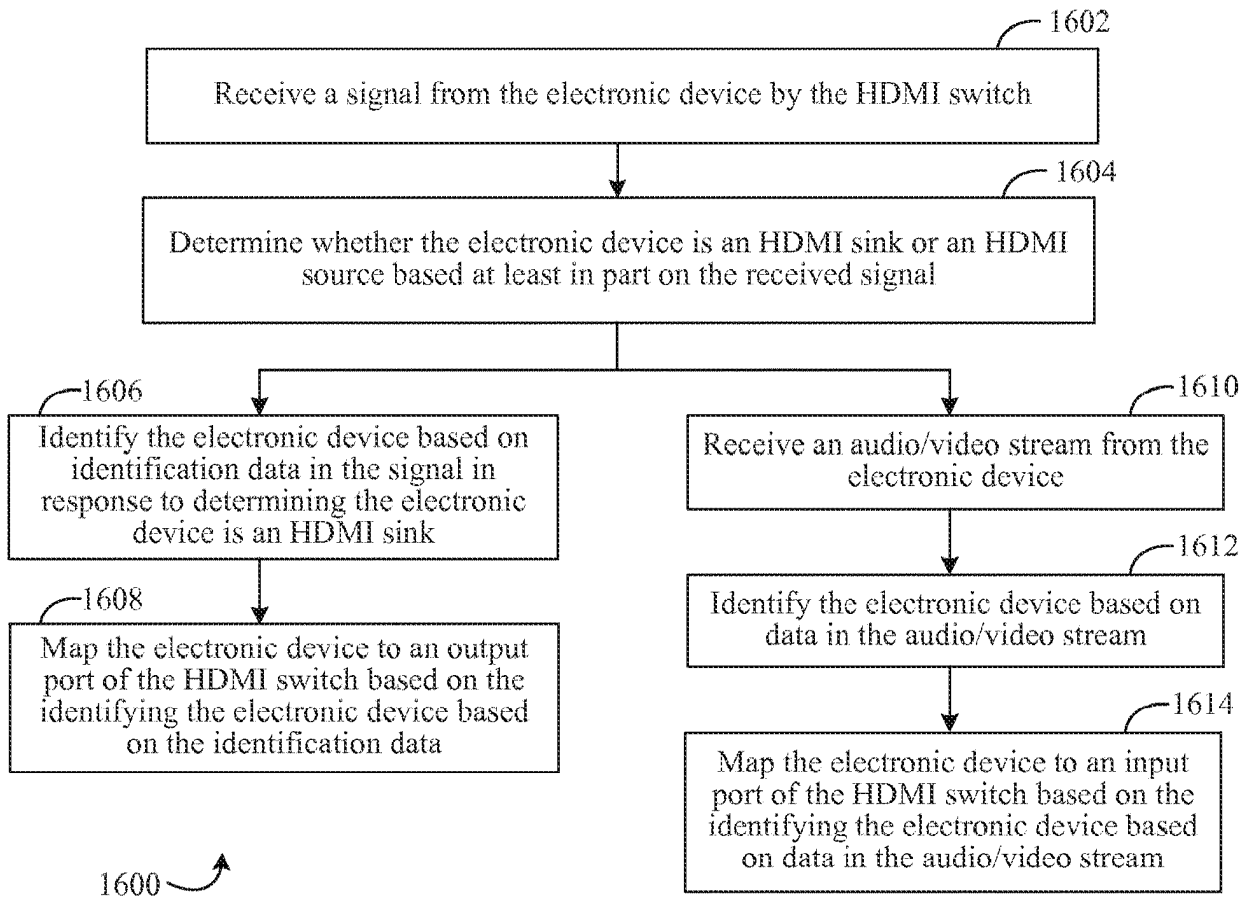 1602
Receive a signal from the electronic device by the HDMI switch
1604
Determine whether the electronic device is an HDMI sink or an HDMI
source based at least in part on the received signal
1606
Identify the electronic device based on
identification data in the signal in
response to determining the electronic
device is an HDMI sink
1608
Map the electronic device to an output
port of the HDMI switch based on the
identifying the electronic device based
on the identification data
1610
Receive an audio/video stream from the
electronic device
1612
Identify the electronic device based on
data in the audio/video stream
1614
Map the electronic device to an input
port of the HDMI switch based on the
identifying the electronic device based
on data in the audio/video stream
1600